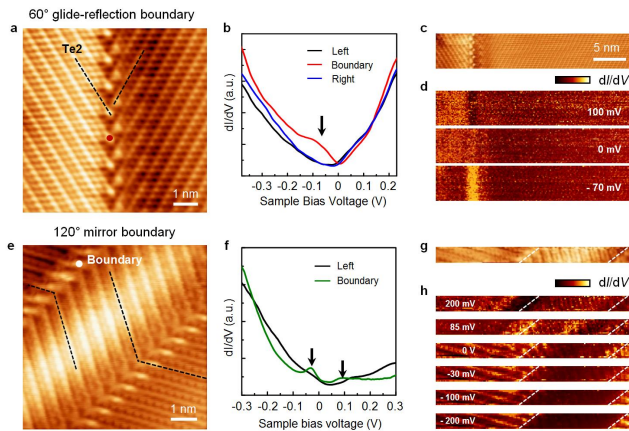 60° glide-reflection boundary
a
Te2
1 nm
b
dI/dV (a.u.)
Left
Boundary
Right
-0.3 -0.2 -0.1 0 0.1 0.2
Sample Bias Voltage (V)
c
5 nm
dI/dV
d
100 mV
0 mV
- 70 mV
120° mirror boundary
e
Boundary
1 nm
f
dI/dV (a.u.)
Left
Boundary
-0.3 -0.2 -0.1 0 0.1 0.2 0.3
Sample bias voltage (V)
g
dI/dV
h
200 mV
85 mV
0 V
-30 mV
- 100 mV
- 200 mV